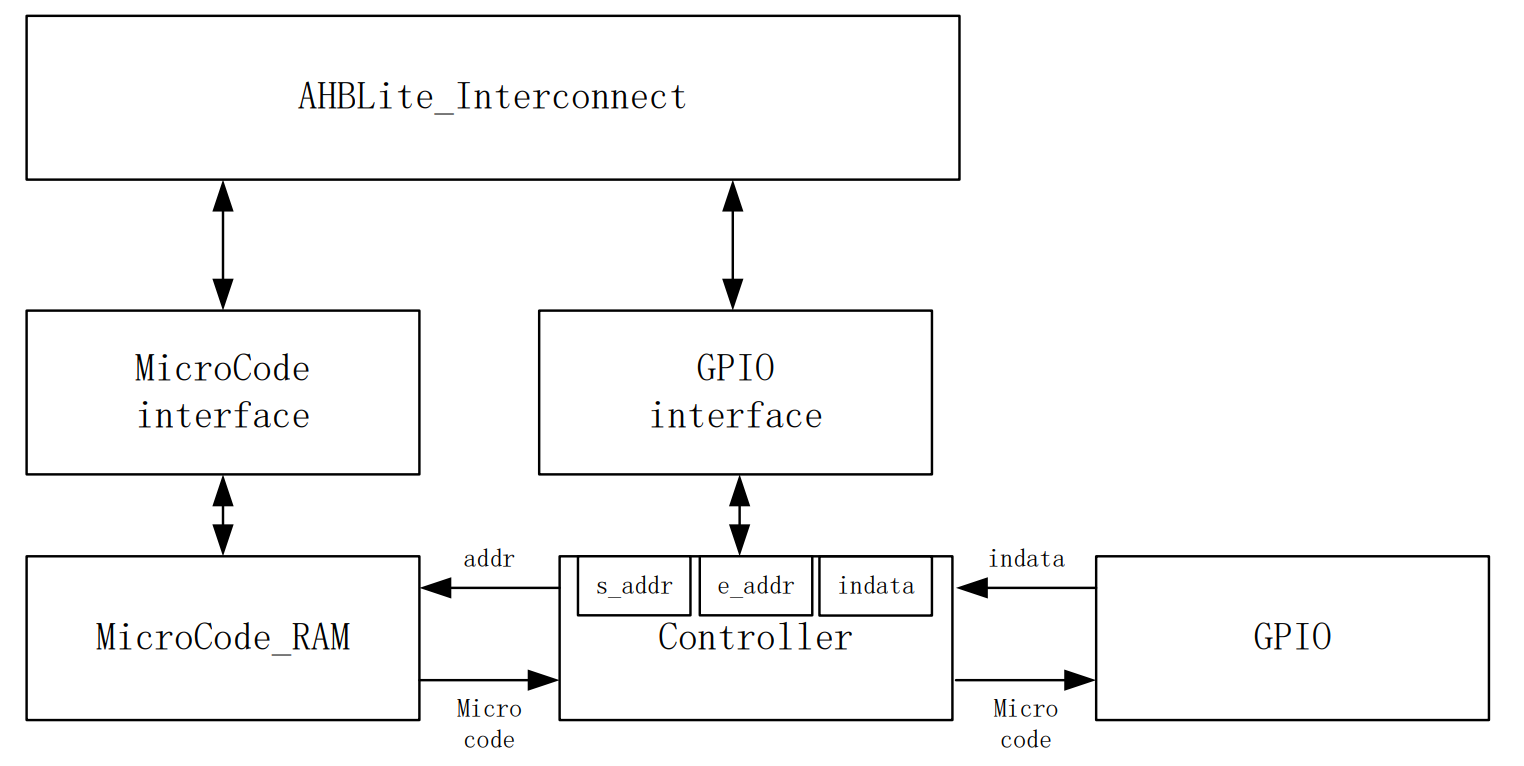 AHBLite_Interconnect
MicroCode
interface
GPIO
interface
addr
s_addr
e_addr
indata
indata
MicroCode_RAM
Controller
GPIO
Micro
code
Micro
code